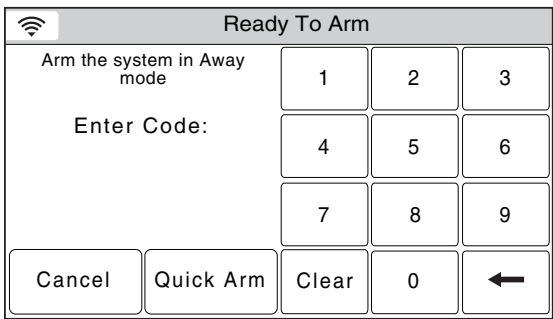 Ready To Arm
Arm the system in Away
mode
Enter Code:
1 2 3
4 5 6
7 8 9
Cancel Quick Arm Clear 0